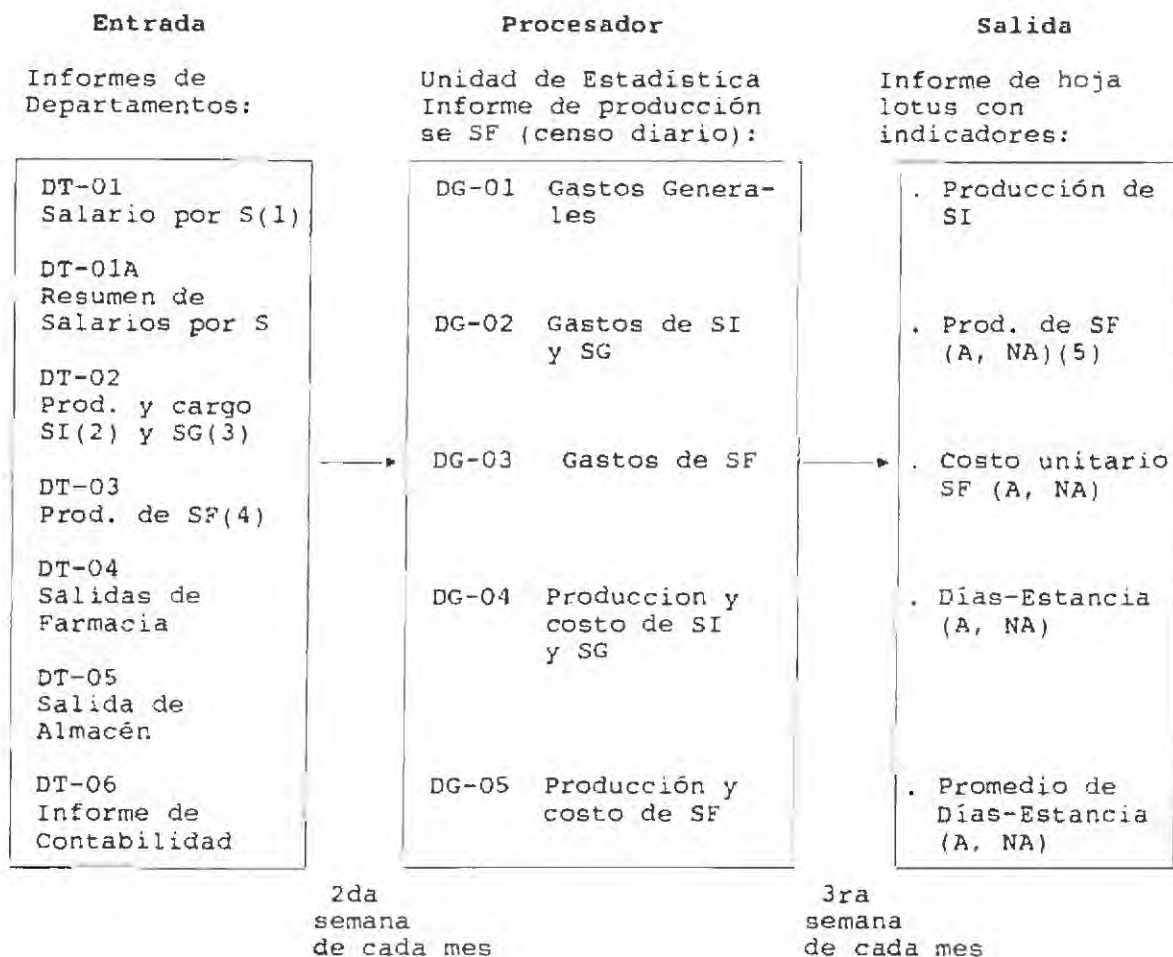 Entrada
Informes de
Departamentos:
DT-01
Salario por S(1)
DT-01A
Resumen de
Salarios por S
DT-02
Prod. y cargo
SI(2) y SG(3)
DT-03
Prod. de SF(4)
DT-04
Salidas de
Farmacia
DT-05
Salida de
Almacén
DT-06
Informe de
Contabilidad
2da
semana
de cada mes
Procesador
Unidad de Estadística
Informe de producción
se SF (censo diario):
DG-01 Gastos Genera-
les
DG-02 Gastos de SI
y SG
DG-03 Gastos de SF
DG-04 Produccion y
costo de SI
y SG
DG-05 Producción y
costo de SF
3ra
semana
de cada mes
Salida
Informe de hoja
lotus con
indicadores:
. Producción de
SI
. Prod. de SF
(A, NA)(5)
. Costo unitario
SF (A, NA)
. Días-Estancia
(A, NA)
. Promedio de
Días-Estancia
(A, NA)